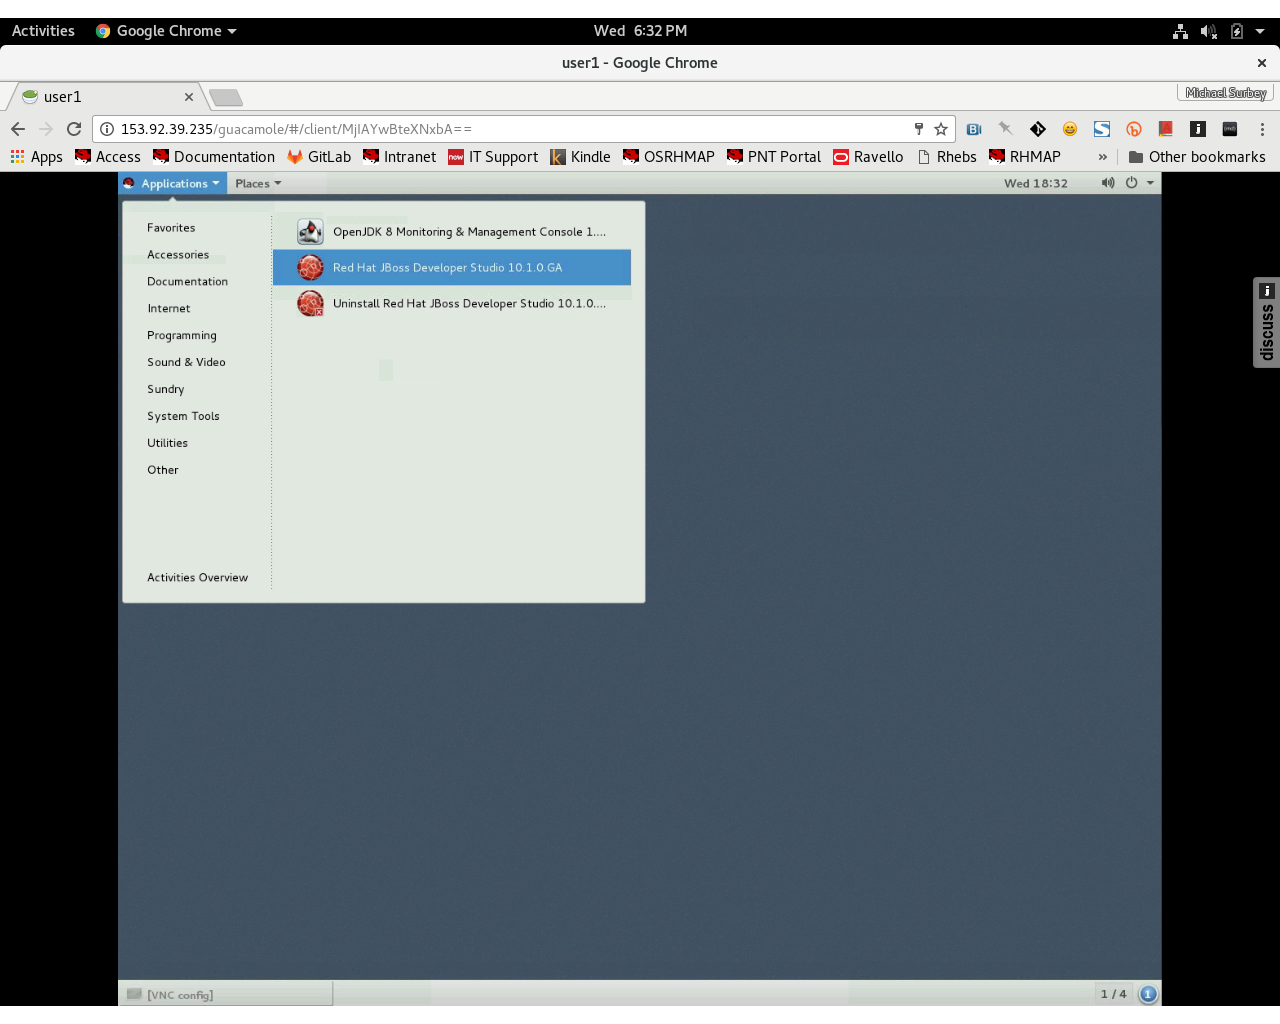 Activities Google Chrome Wed 6:32 PM
user1 - Google Chrome
user1
Michael Surbey
153.92.39.235/guacamole/#/client/MjIAYwBteXNxbA==
Apps Access Documentation GitLab Intranet now IT Support Kindle OSRHMAP PNT Portal Ravello Rhebs RHMAP » Other bookmarks
Applications Places Wed 18:32
Favorites
Accessories
Documentation
Internet
Programming
Sound & Video
Sundry
System Tools
Utilities
Other
Activities Overview
OpenJDK 8 Monitoring & Management Console 1....
Red Hat JBoss Developer Studio 10.1.0.GA
Uninstall Red Hat JBoss Developer Studio 10.1.0....
discuss
[VNC config]
1 / 4 1